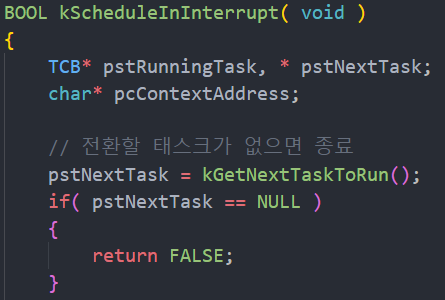 BOOL kScheduleInInterrupt( void )
{
    TCB* pstRunningTask, * pstNextTask;
    char* pcContextAddress;

    // 전환할 태스크가 없으면 종료
    pstNextTask = kGetNextTaskToRun();
    if( pstNextTask == NULL )
    {
        return FALSE;
    }